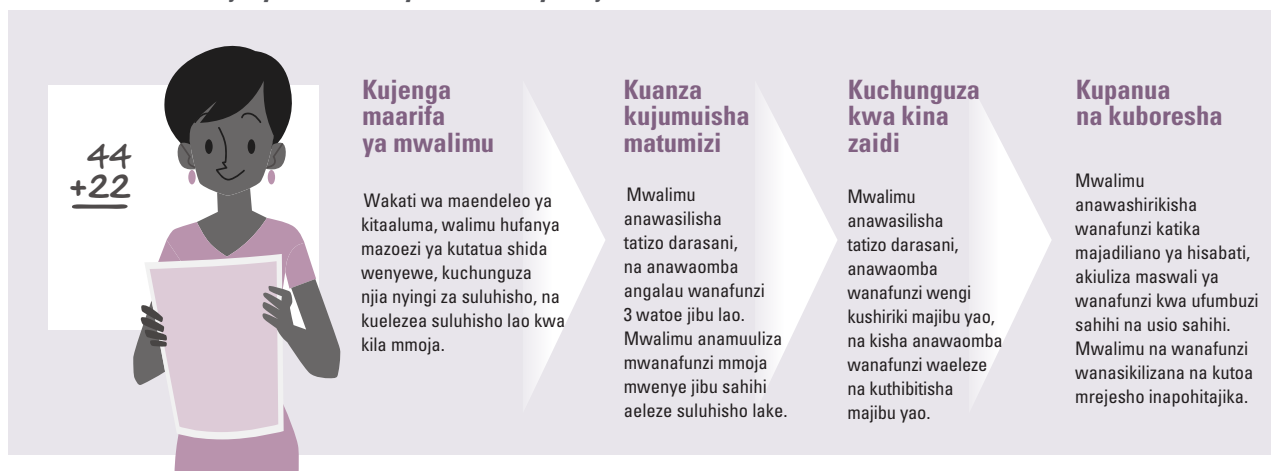 44
+22
Kujenga
maarifa
ya mwalimu
Wakati wa maendeleo ya
kitaaluma, walimu hufanya
mazoezi ya kutatua shida
wenyewe, kuchunguza
njia nyingi za suluhisho, na
kuelezea suluhisho lao kwa
kila mmoja.
Kuanza
kujumuisha
matumizi
Mwalimu
anawasilisha
tatizo darasani,
na anawaomba
angalau wanafunzi
3 watoe jibu lao.
Mwalimu anamuuliza
mwanafunzi mmoja
mwenye jibu sahihi
aeleze suluhisho lake.
Kuchunguza
kwa kina
zaidi
Mwalimu
anawasilisha
tatizo darasani,
anawaomba
wanafunzi wengi
kushiriki majibu yao,
na kisha anawaomba
wanafunzi waeleze
na kuthibitisha
majibu yao.
Kupanua
na kuboresha
Mwalimu
anawashirikisha
wanafunzi katika
majadiliano ya hisabati,
akiuliza maswali ya
wanafunzi kwa ufumbuzi
sahihi na usio sahihi.
Mwalimu na wanafunzi
wanasikilizana na kutoa
mrejesho inapohitajika.